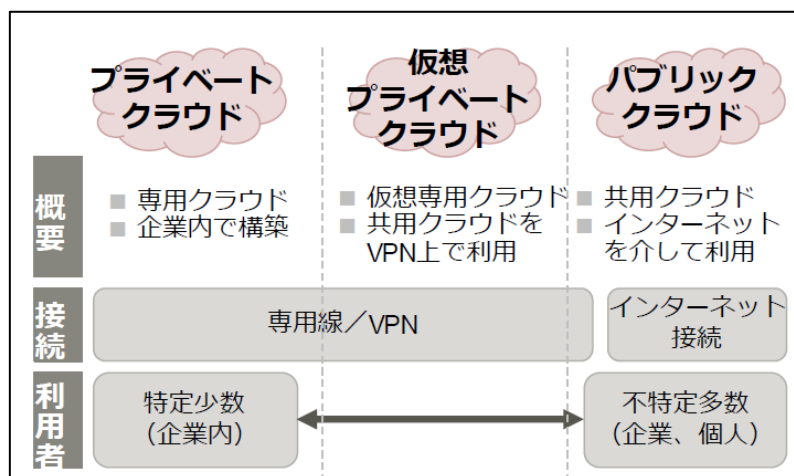 プライベート
クラウド
仮想
プライベート
クラウド
パブリック
クラウド
概要
■ 専用クラウド
■ 企業内で構築
■ 仮想専用クラウド
■ 共用クラウドを
VPN上で利用
■ 共用クラウド
■ インターネット
を介して利用
接続
専用線／VPN
インターネット
接続
利用者
特定少数
（企業内）
不特定多数
（企業、個人）